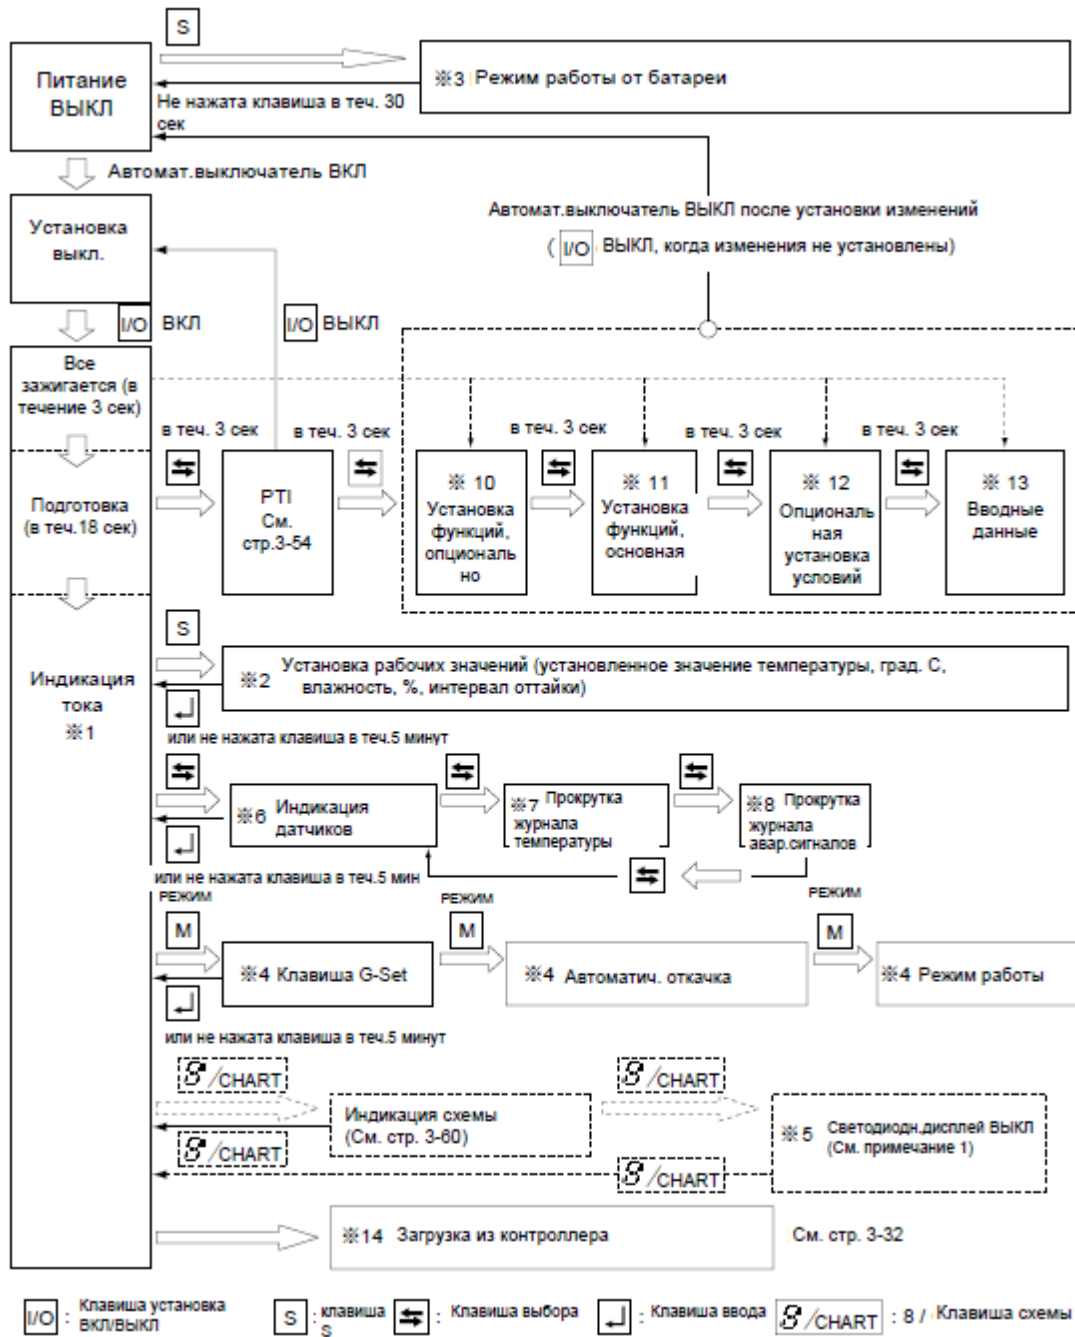 S
Питание
ВЫКЛ
※3 Режим работы от батареи
Не нажата клавиша в теч. 30
сек
Автомат.выключатель ВКЛ
Установка
выкл.
Автомат.выключатель ВЫКЛ после установки изменений
( I/O ВЫКЛ, когда изменения не установлены)
I/O ВКЛ
I/O ВЫКЛ
Все
зажигается (в
течение 3 сек)
в теч. 3 сек
в теч. 3 сек
в теч. 3 сек
в теч. 3 сек
в теч. 3 сек
Подготовка
(в теч.18 сек)
PTI
См.
стр.3-54
※ 10
Установка
функций,
опциональ
но
※ 11
Установка
функций,
основная
※ 12
Опциональ
ная
установка
условий
※ 13
Вводные
данные
S
Индикация
тока
※1
※2 Установка рабочих значений (установленное значение температуры, град. С,
влажность, %, интервал оттайки)
или не нажата клавиша в теч.5 минут
※6 Индикация
датчиков
※7 Прокрутка
журнала
температуры
※8 Прокрутка
журнала
авар.сигналов
или не нажата клавиша в теч.5 мин
РЕЖИМ
РЕЖИМ
РЕЖИМ
M
M
M
※4 Клавиша G-Set
※4 Автоматич. откачка
※4 Режим работы
или не нажата клавиша в теч.5 минут
8/CHART
8/CHART
Индикация схемы
(См. стр. 3-60)
※5 Светодиодн.дисплей ВЫКЛ
(См. примечание 1)
8/CHART
8/CHART
※14 Загрузка из контроллера
См. стр. 3-32
I/O : Клавиша установка
ВКЛ/ВЫКЛ
S : клавиша
S
: Клавиша выбора
: Клавиша ввода
8/CHART : 8 / Клавиша схемы